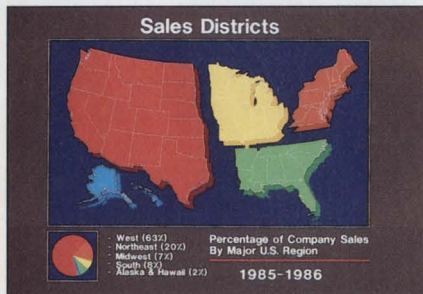 Sales Districts
- West (63%)
- Northeast (20%)
- Midwest (7%)
- South (8%)
- Alaska & Hawaii (2%)
Percentage of Company Sales
By Major U.S. Region
1985-1986